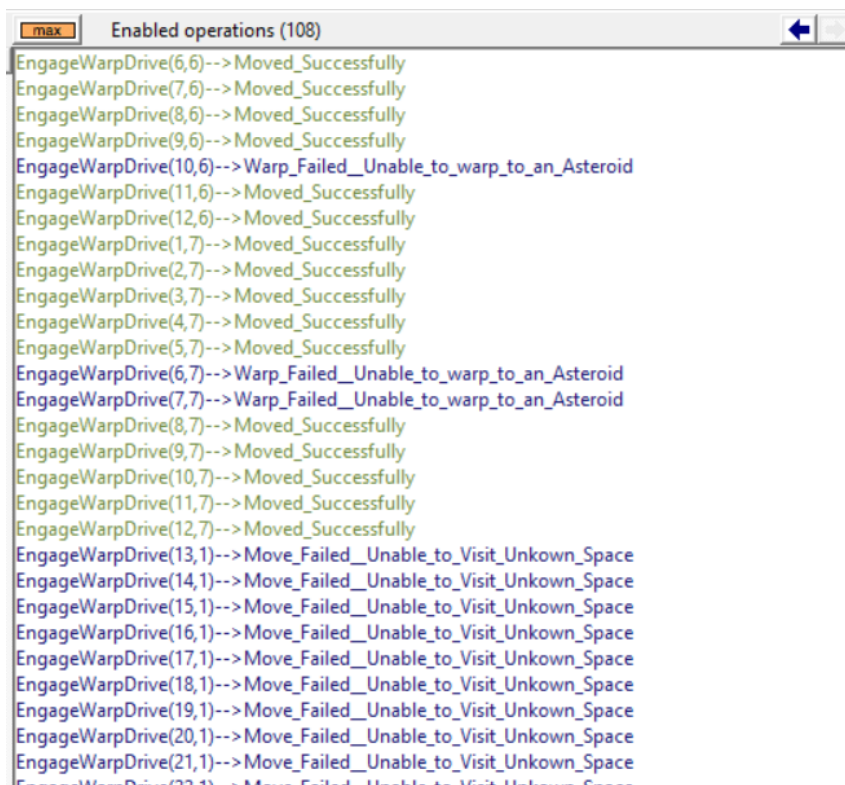 max Enabled operations (108)
EngageWarpDrive(6,6)-->Moved_Successfully
EngageWarpDrive(7,6)-->Moved_Successfully
EngageWarpDrive(8,6)-->Moved_Successfully
EngageWarpDrive(9,6)-->Moved_Successfully
EngageWarpDrive(10,6)-->Warp_Failed__Unable_to_warp_to_an_Asteroid
EngageWarpDrive(11,6)-->Moved_Successfully
EngageWarpDrive(12,6)-->Moved_Successfully
EngageWarpDrive(1,7)-->Moved_Successfully
EngageWarpDrive(2,7)-->Moved_Successfully
EngageWarpDrive(3,7)-->Moved_Successfully
EngageWarpDrive(4,7)-->Moved_Successfully
EngageWarpDrive(5,7)-->Moved_Successfully
EngageWarpDrive(6,7)-->Warp_Failed__Unable_to_warp_to_an_Asteroid
EngageWarpDrive(7,7)-->Warp_Failed__Unable_to_warp_to_an_Asteroid
EngageWarpDrive(8,7)-->Moved_Successfully
EngageWarpDrive(9,7)-->Moved_Successfully
EngageWarpDrive(10,7)-->Moved_Successfully
EngageWarpDrive(11,7)-->Moved_Successfully
EngageWarpDrive(12,7)-->Moved_Successfully
EngageWarpDrive(13,1)-->Move_Failed__Unable_to_Visit_Unkown_Space
EngageWarpDrive(14,1)-->Move_Failed__Unable_to_Visit_Unkown_Space
EngageWarpDrive(15,1)-->Move_Failed__Unable_to_Visit_Unkown_Space
EngageWarpDrive(16,1)-->Move_Failed__Unable_to_Visit_Unkown_Space
EngageWarpDrive(17,1)-->Move_Failed__Unable_to_Visit_Unkown_Space
EngageWarpDrive(18,1)-->Move_Failed__Unable_to_Visit_Unkown_Space
EngageWarpDrive(19,1)-->Move_Failed__Unable_to_Visit_Unkown_Space
EngageWarpDrive(20,1)-->Move_Failed__Unable_to_Visit_Unkown_Space
EngageWarpDrive(21,1)-->Move_Failed__Unable_to_Visit_Unkown_Space